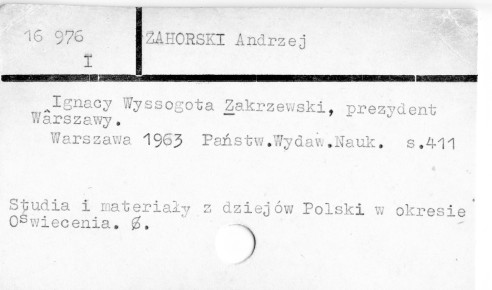 16 976
I
ZAHORSKI Andrzej
Ignacy Wyssogota Zakrzewski, prezydent
Warszawy.
Warszawa 1963 Państw.Wydaw.Nauk. s.411
Studia i materiały z dziejów Polski w okresie
Oświecenia. Ø.